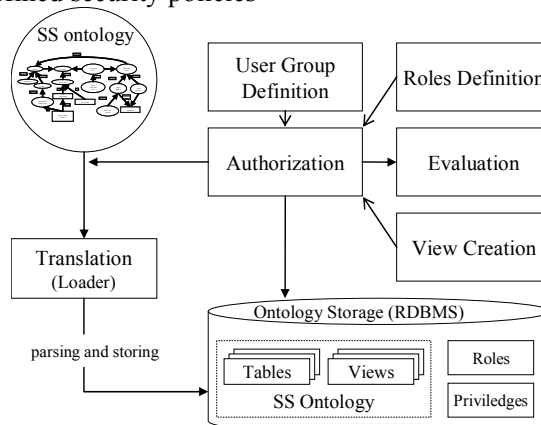 efined security policies
SS ontology
User Group
Definition
Roles Definition
Authorization
Evaluation
View Creation
Translation
(Loader)
Ontology Storage (RDBMS)
parsing and storing
Tables
Views
SS Ontology
Roles
Priviledges